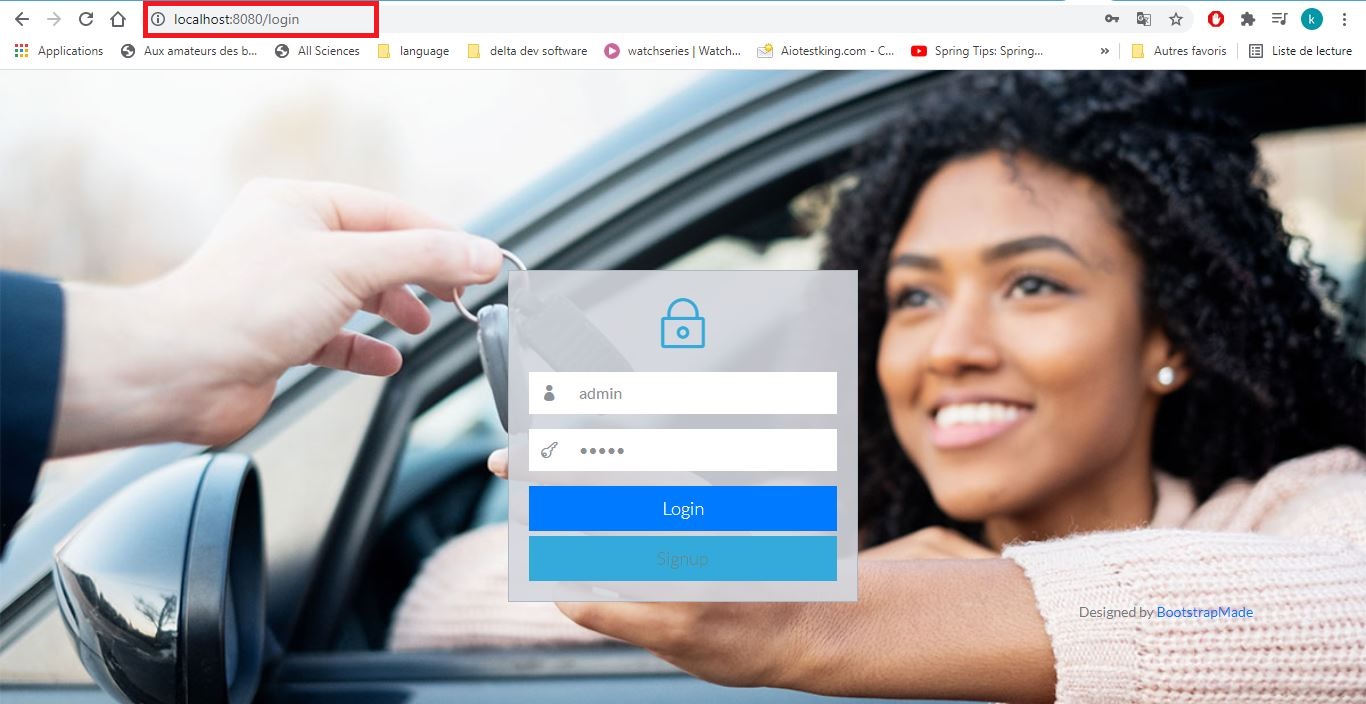 localhost:8080/login
k
Applications
Aux amateurs des b...
All Sciences
language
delta dev software
watchseries | Watch...
Aiotestking.com - C...
Spring Tips: Spring...
»
Autres favoris
Liste de lecture
admin
•••••
Login
Signup
Designed by BootstrapMade